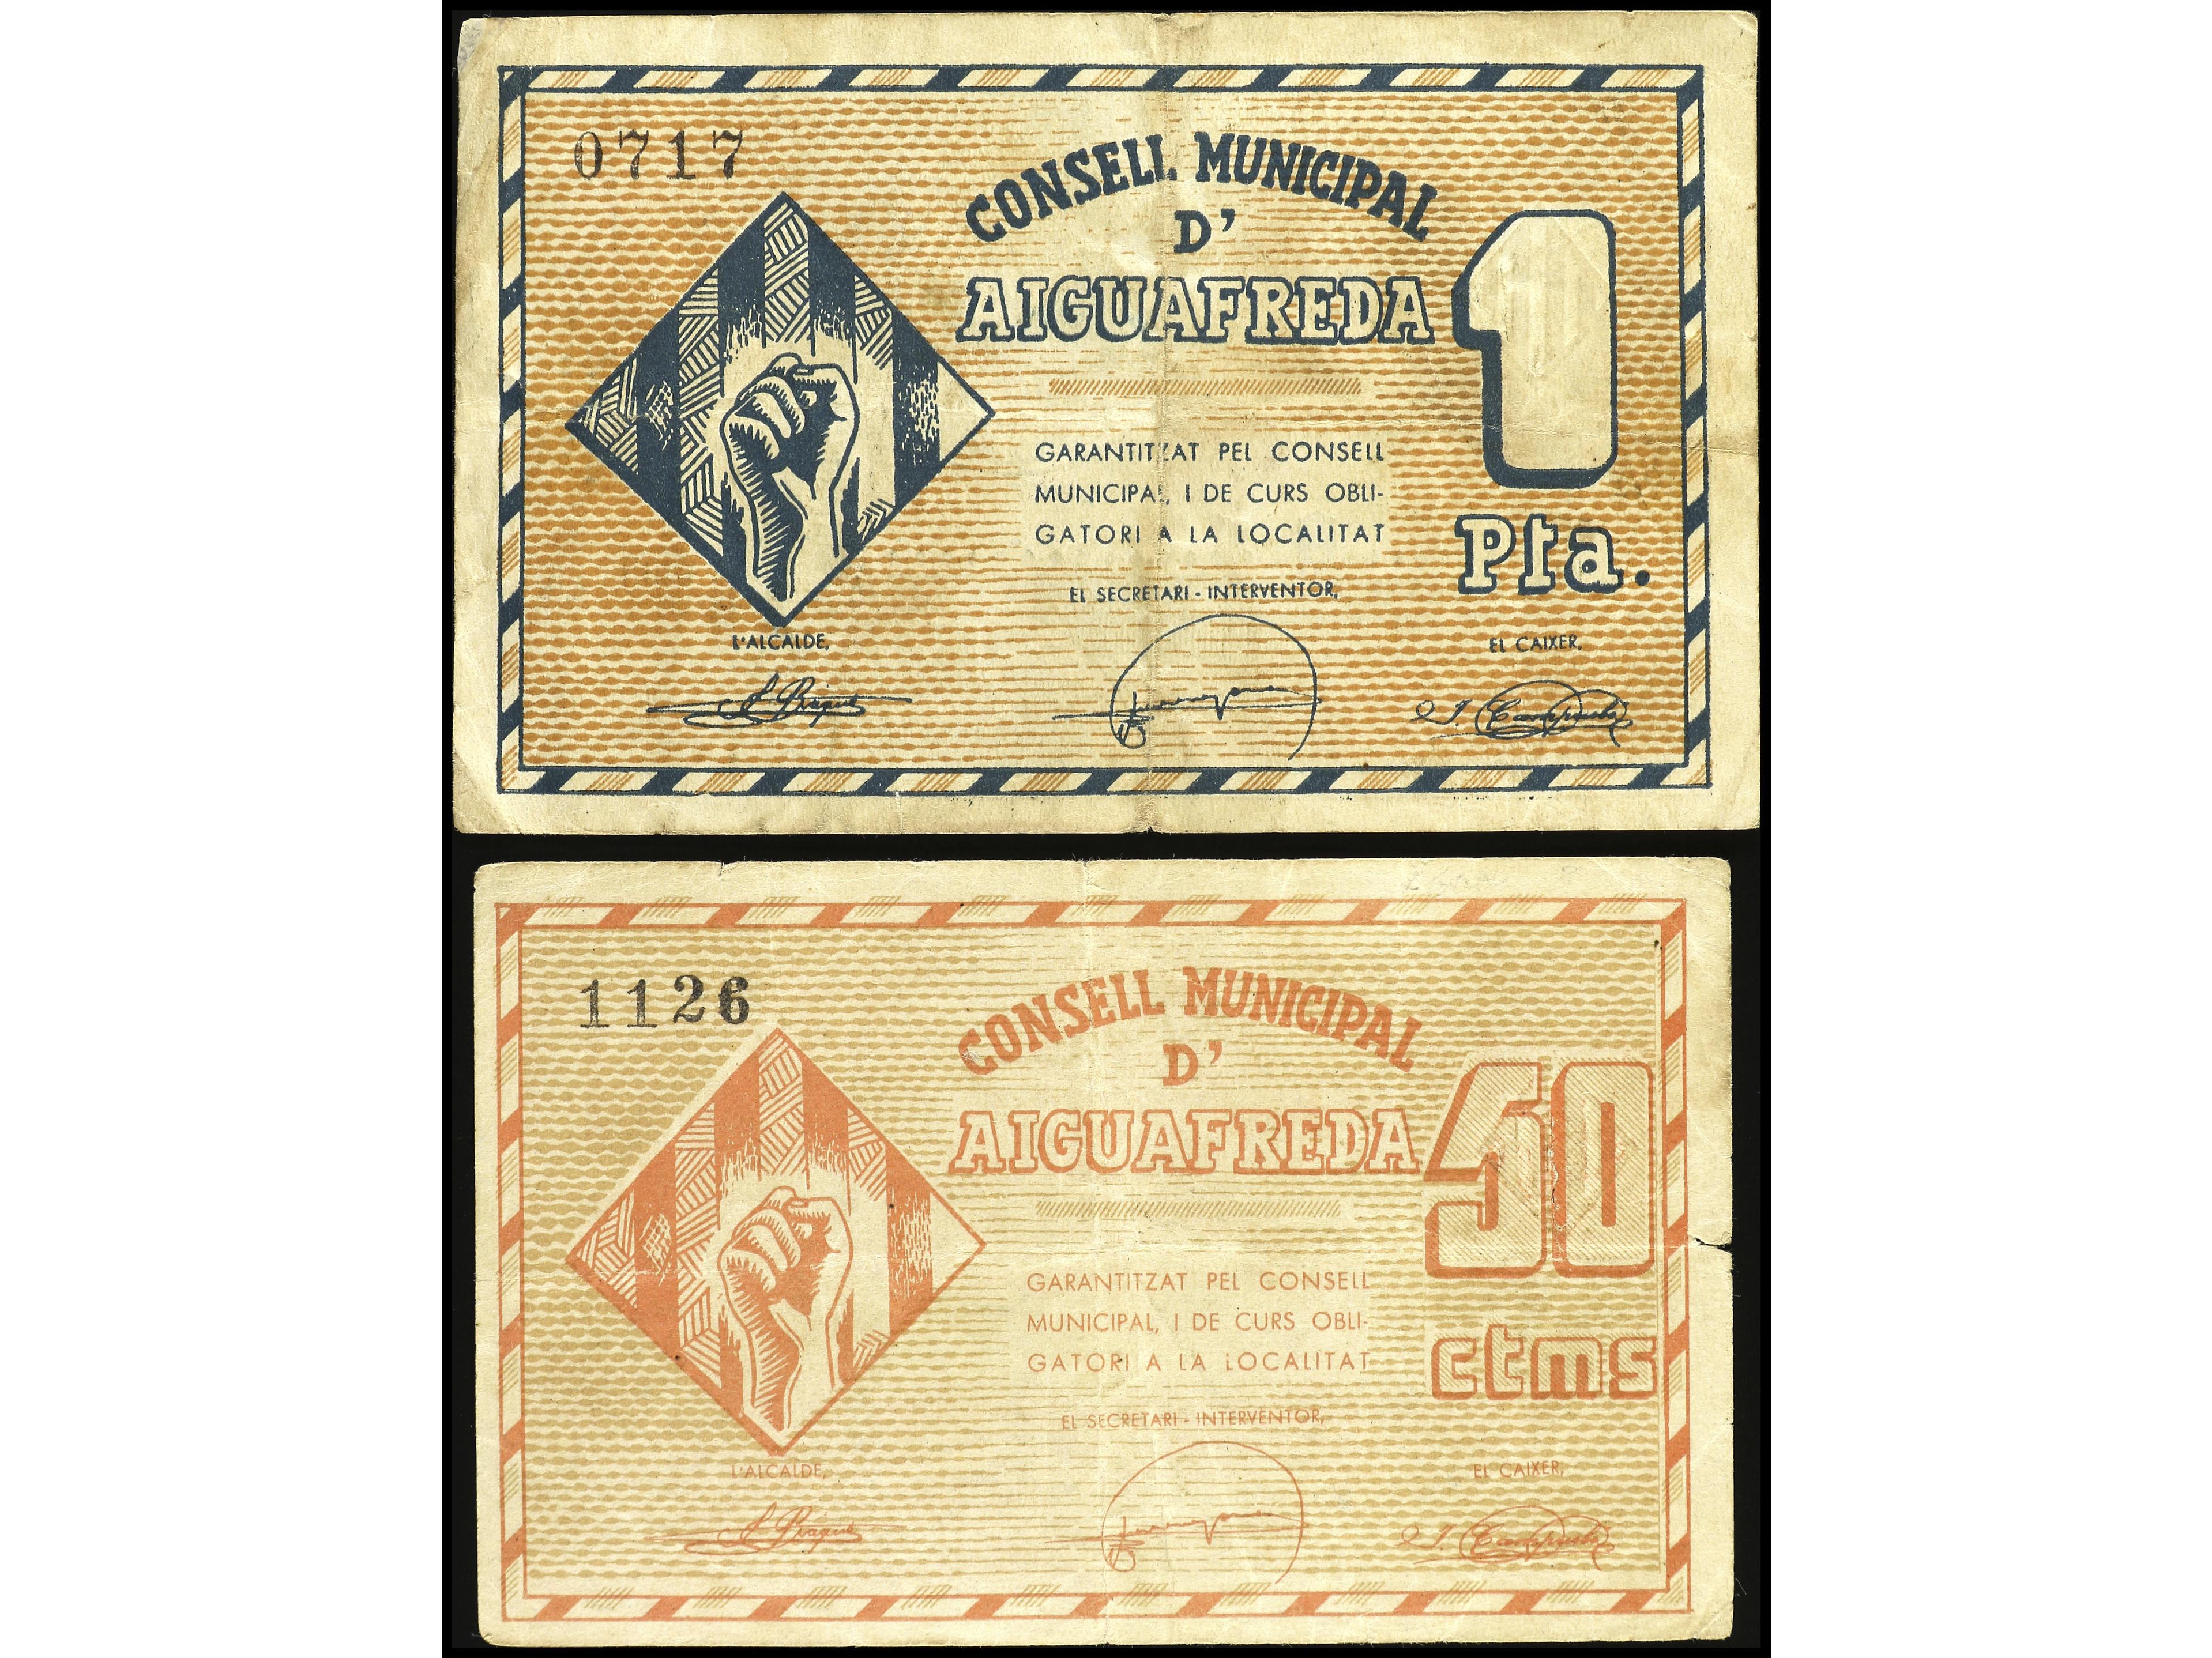 0717
CONSELL MUNICIPAL
D'
AIGUAFREDA
1
Pta.
GARANTITZAT PEL CONSELL
MUNICIPAL, I DE CURS OBLI-
GATORI A LA LOCALITAT
EL SECRETARI - INTERVENTOR,
L'ALCALDE,
EL CAIXER,
1126
CONSELL MUNICIPAL
D'
AIGUAFREDA
50
ctms
GARANTITZAT PEL CONSELL
MUNICIPAL, I DE CURS OBLI-
GATORI A LA LOCALITAT
EL SECRETARI - INTERVENTOR,
L'ALCALDE,
EL CAIXER,